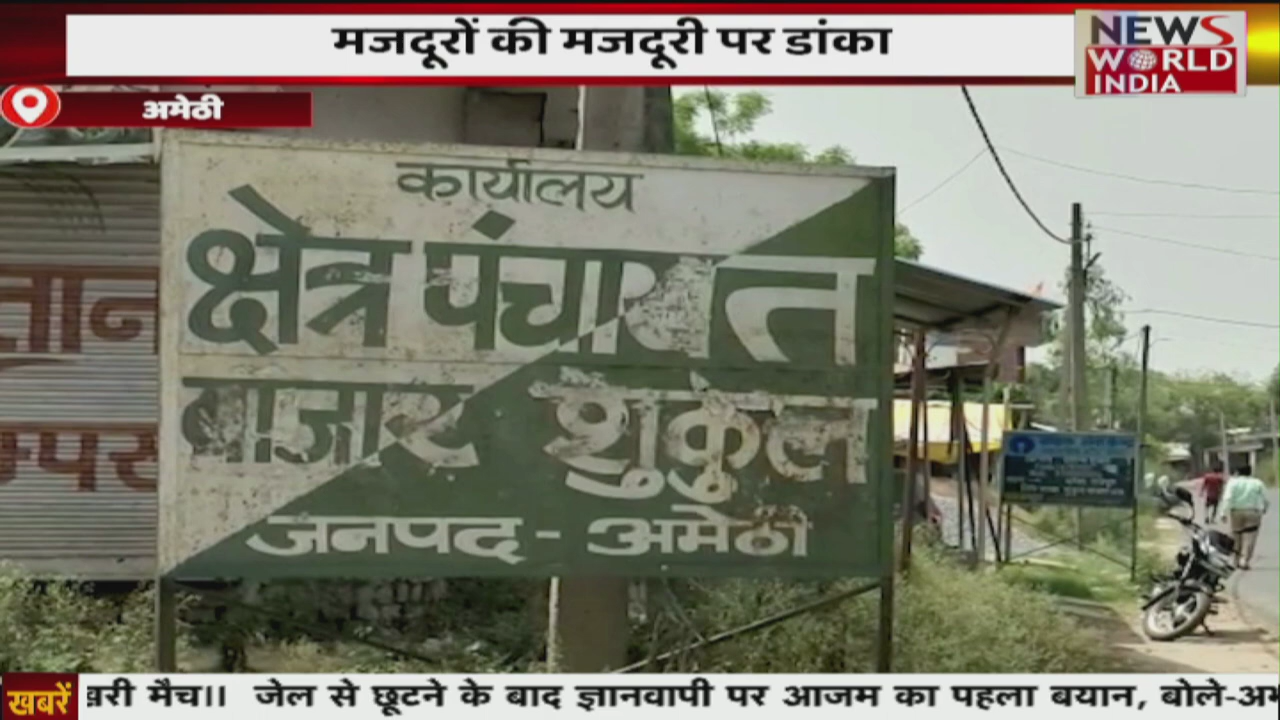 मजदूरों की मजदूरी पर डांका
NEWS
WORLD
INDIA
अमेठी
कार्यालय
क्षेत्र पंचायत
बाजार शुकुल
जनपद - अमेठी
खबरें
जेल से छूटने के बाद ज्ञानवापी पर आजम का पहला बयान, बोले-